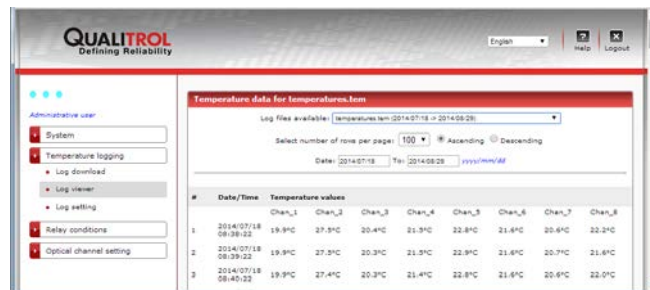 QUALITROL
Defining Reliability
English
Help
Logout
Administrative user
System
Temperature logging
Log download
Log viewer
Log setting
Relay conditions
Optical channel setting
Temperature data for temperatures.tem
Log files available: temperatures.tem (2014/07/18 -> 2014/08/29)
Select number of rows per page: 100 Ascending Descending
Date: 2014/07/18 To: 2014/08/28 yyyy/mm/dd
# Date/Time Temperature values
Chan_1 Chan_2 Chan_3 Chan_4 Chan_5 Chan_6 Chan_7 Chan_8
1 2014/07/18 08:38:22 19.9°C 27.5°C 20.4°C 21.5°C 22.8°C 21.6°C 20.6°C 22.2°C
2 2014/07/18 08:39:22 19.9°C 27.5°C 20.3°C 21.5°C 22.9°C 21.6°C 20.7°C 21.6°C
3 2014/07/18 08:40:22 19.9°C 27.4°C 20.3°C 21.4°C 22.8°C 21.6°C 20.6°C 22.0°C